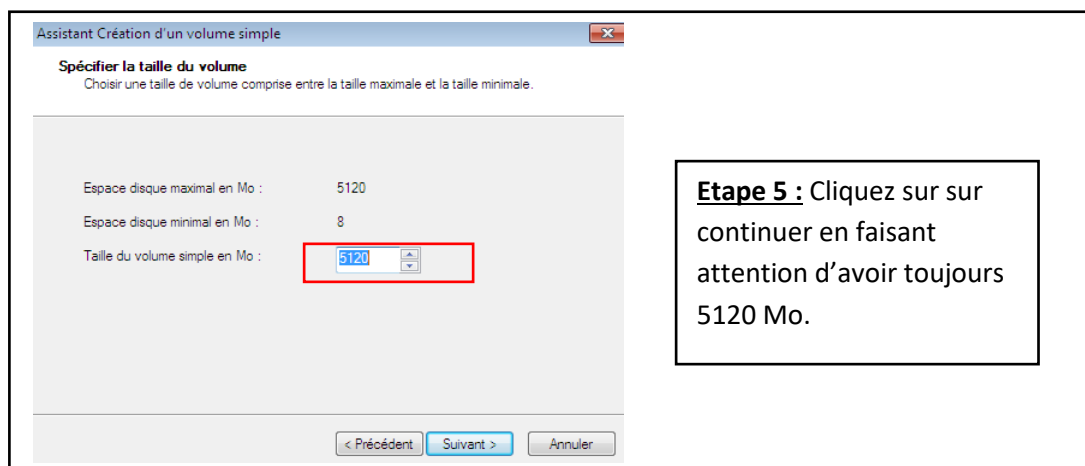 Assistant Création d'un volume simple
Spécifier la taille du volume
Choisir une taille de volume comprise entre la taille maximale et la taille minimale.
Espace disque maximal en Mo : 5120
Espace disque minimal en Mo : 8
Taille du volume simple en Mo : 5120
< Précédent Suivant > Annuler
Etape 5 : Cliquez sur sur
continuer en faisant
attention d’avoir toujours
5120 Mo.